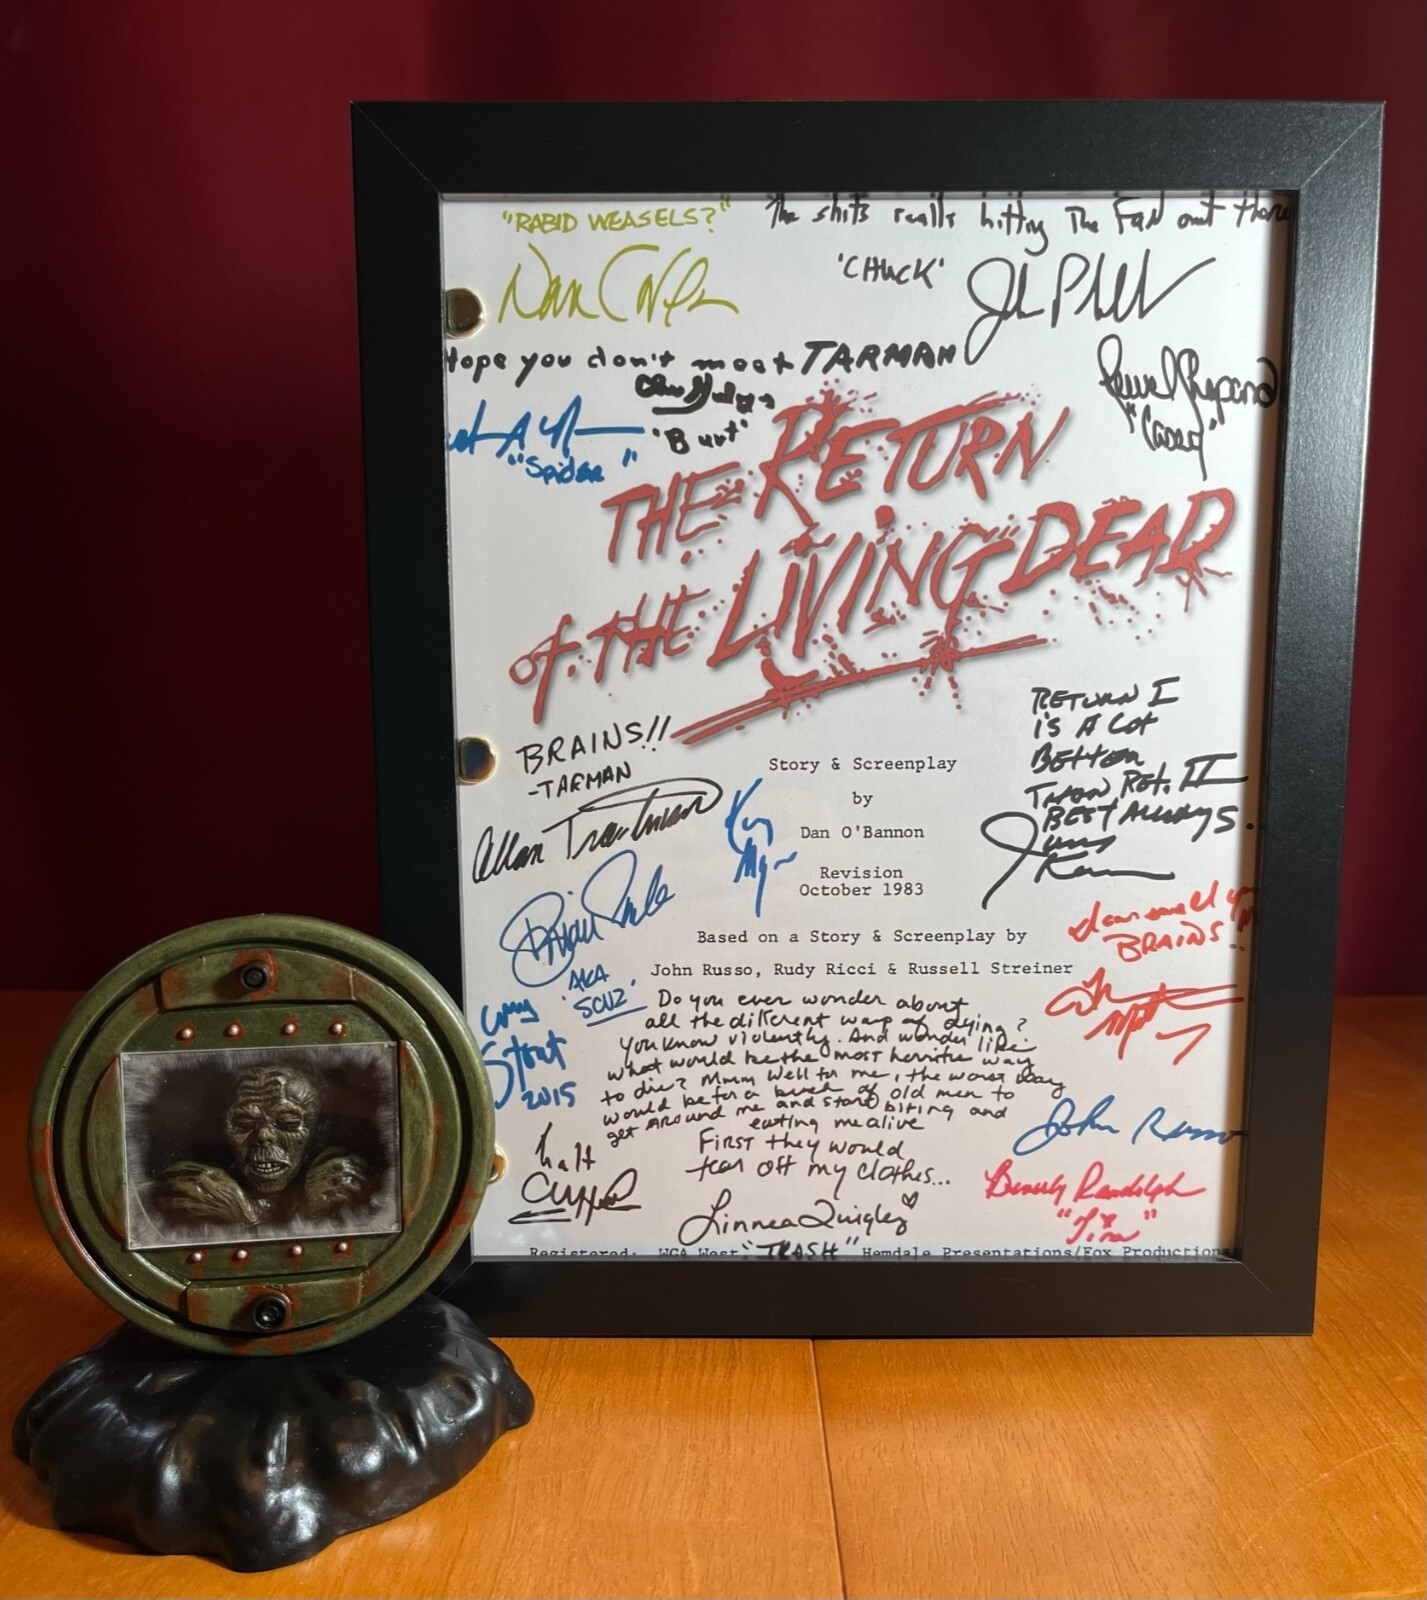 "RABID WEASELS?"
The shits really hitting The FAN out there
'CHUCK'
Hope you don't meet TARMAN
'Burt'
Jewel Shepard
"Casey"
"Spider"
THE RETURN
of THE LIVING DEAD
BRAINS!!
-TARMAN
Allan Trautman
RETURN I
IS A Lot
BETTER
THAN Ret. II
BEST ALWAYS.
James
Karen
Story & Screenplay
by
Dan O'Bannon
Revision
October 1983
Brian Peck
AKA
'SCUZ'
BRAINS!!
Based on a Story & Screenplay by
John Russo, Rudy Ricci & Russell Streiner
Stout
2015
Do you ever wonder about
all the different ways of dying?
You know violently. And wonder like
what would be the most horrible way
to die? Mmm Well for me, the worst way
would be for a bunch of old men to
get around me and start biting and
eating me alive
First they would
tear off my clothes...
Linnea Quigley
"TRASH"
John Russo
Beverly Randolph
"Tina"
Registered: WGA West Hemdale Presentations/Fox Productions